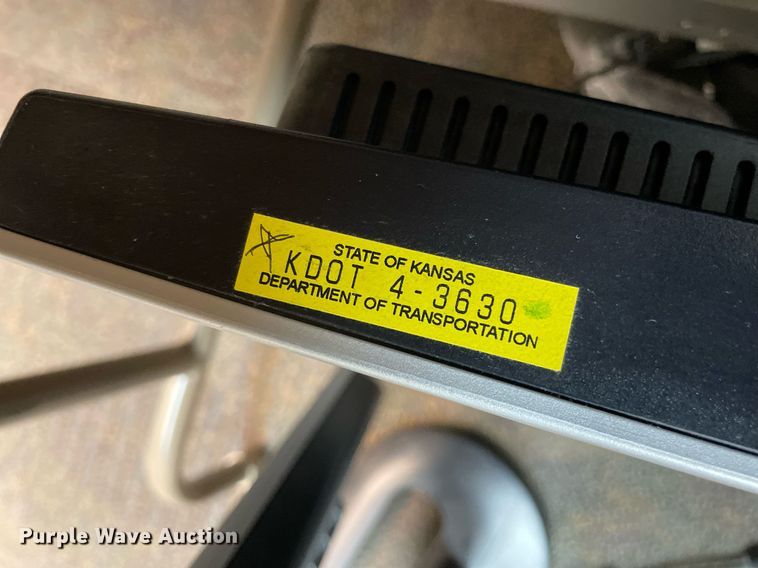 STATE OF KANSAS
KDOT 4-3630
DEPARTMENT OF TRANSPORTATION
Purple Wave Auction